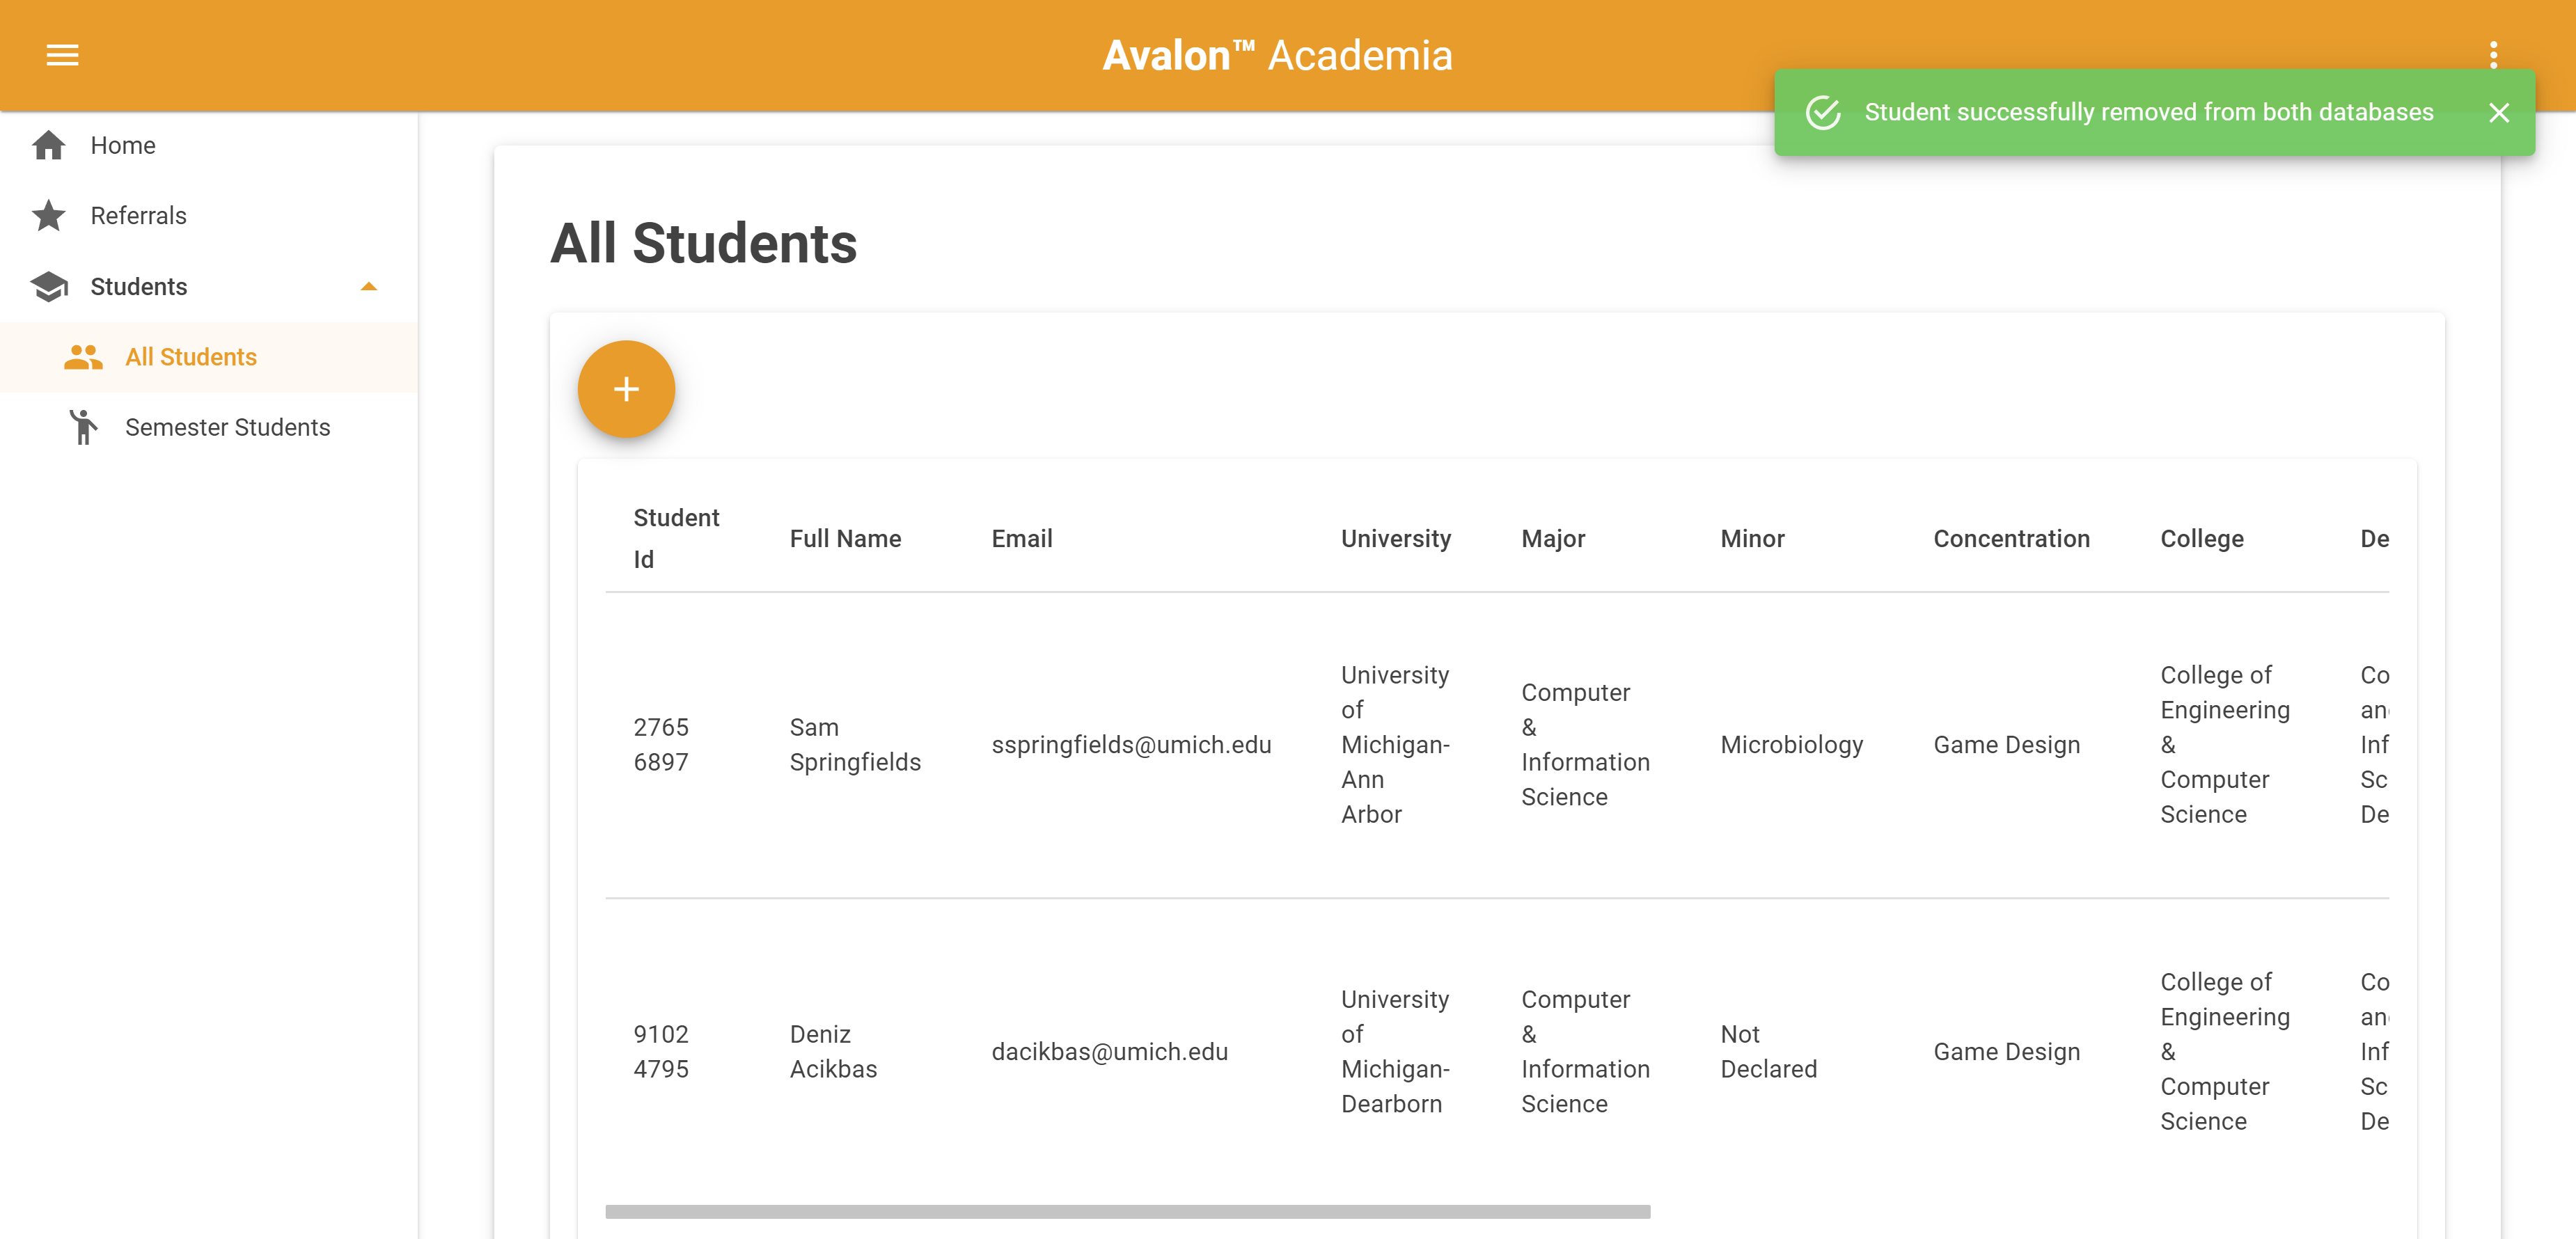 Avalon™ Academia
Student successfully removed from both databases
Home
Referrals
Students
All Students
Semester Students
All Students
Student
Id
Full Name
Email
University
Major
Minor
Concentration
College
De
2765
6897
Sam
Springfields
sspringfields@umich.edu
University
of
Michigan-
Ann
Arbor
Computer
&
Information
Science
Microbiology
Game Design
College of
Engineering
&
Computer
Science
Co
an
Inf
Sc
De
9102
4795
Deniz
Acikbas
dacikbas@umich.edu
University
of
Michigan-
Dearborn
Computer
&
Information
Science
Not
Declared
Game Design
College of
Engineering
&
Computer
Science
Co
an
Inf
Sc
De